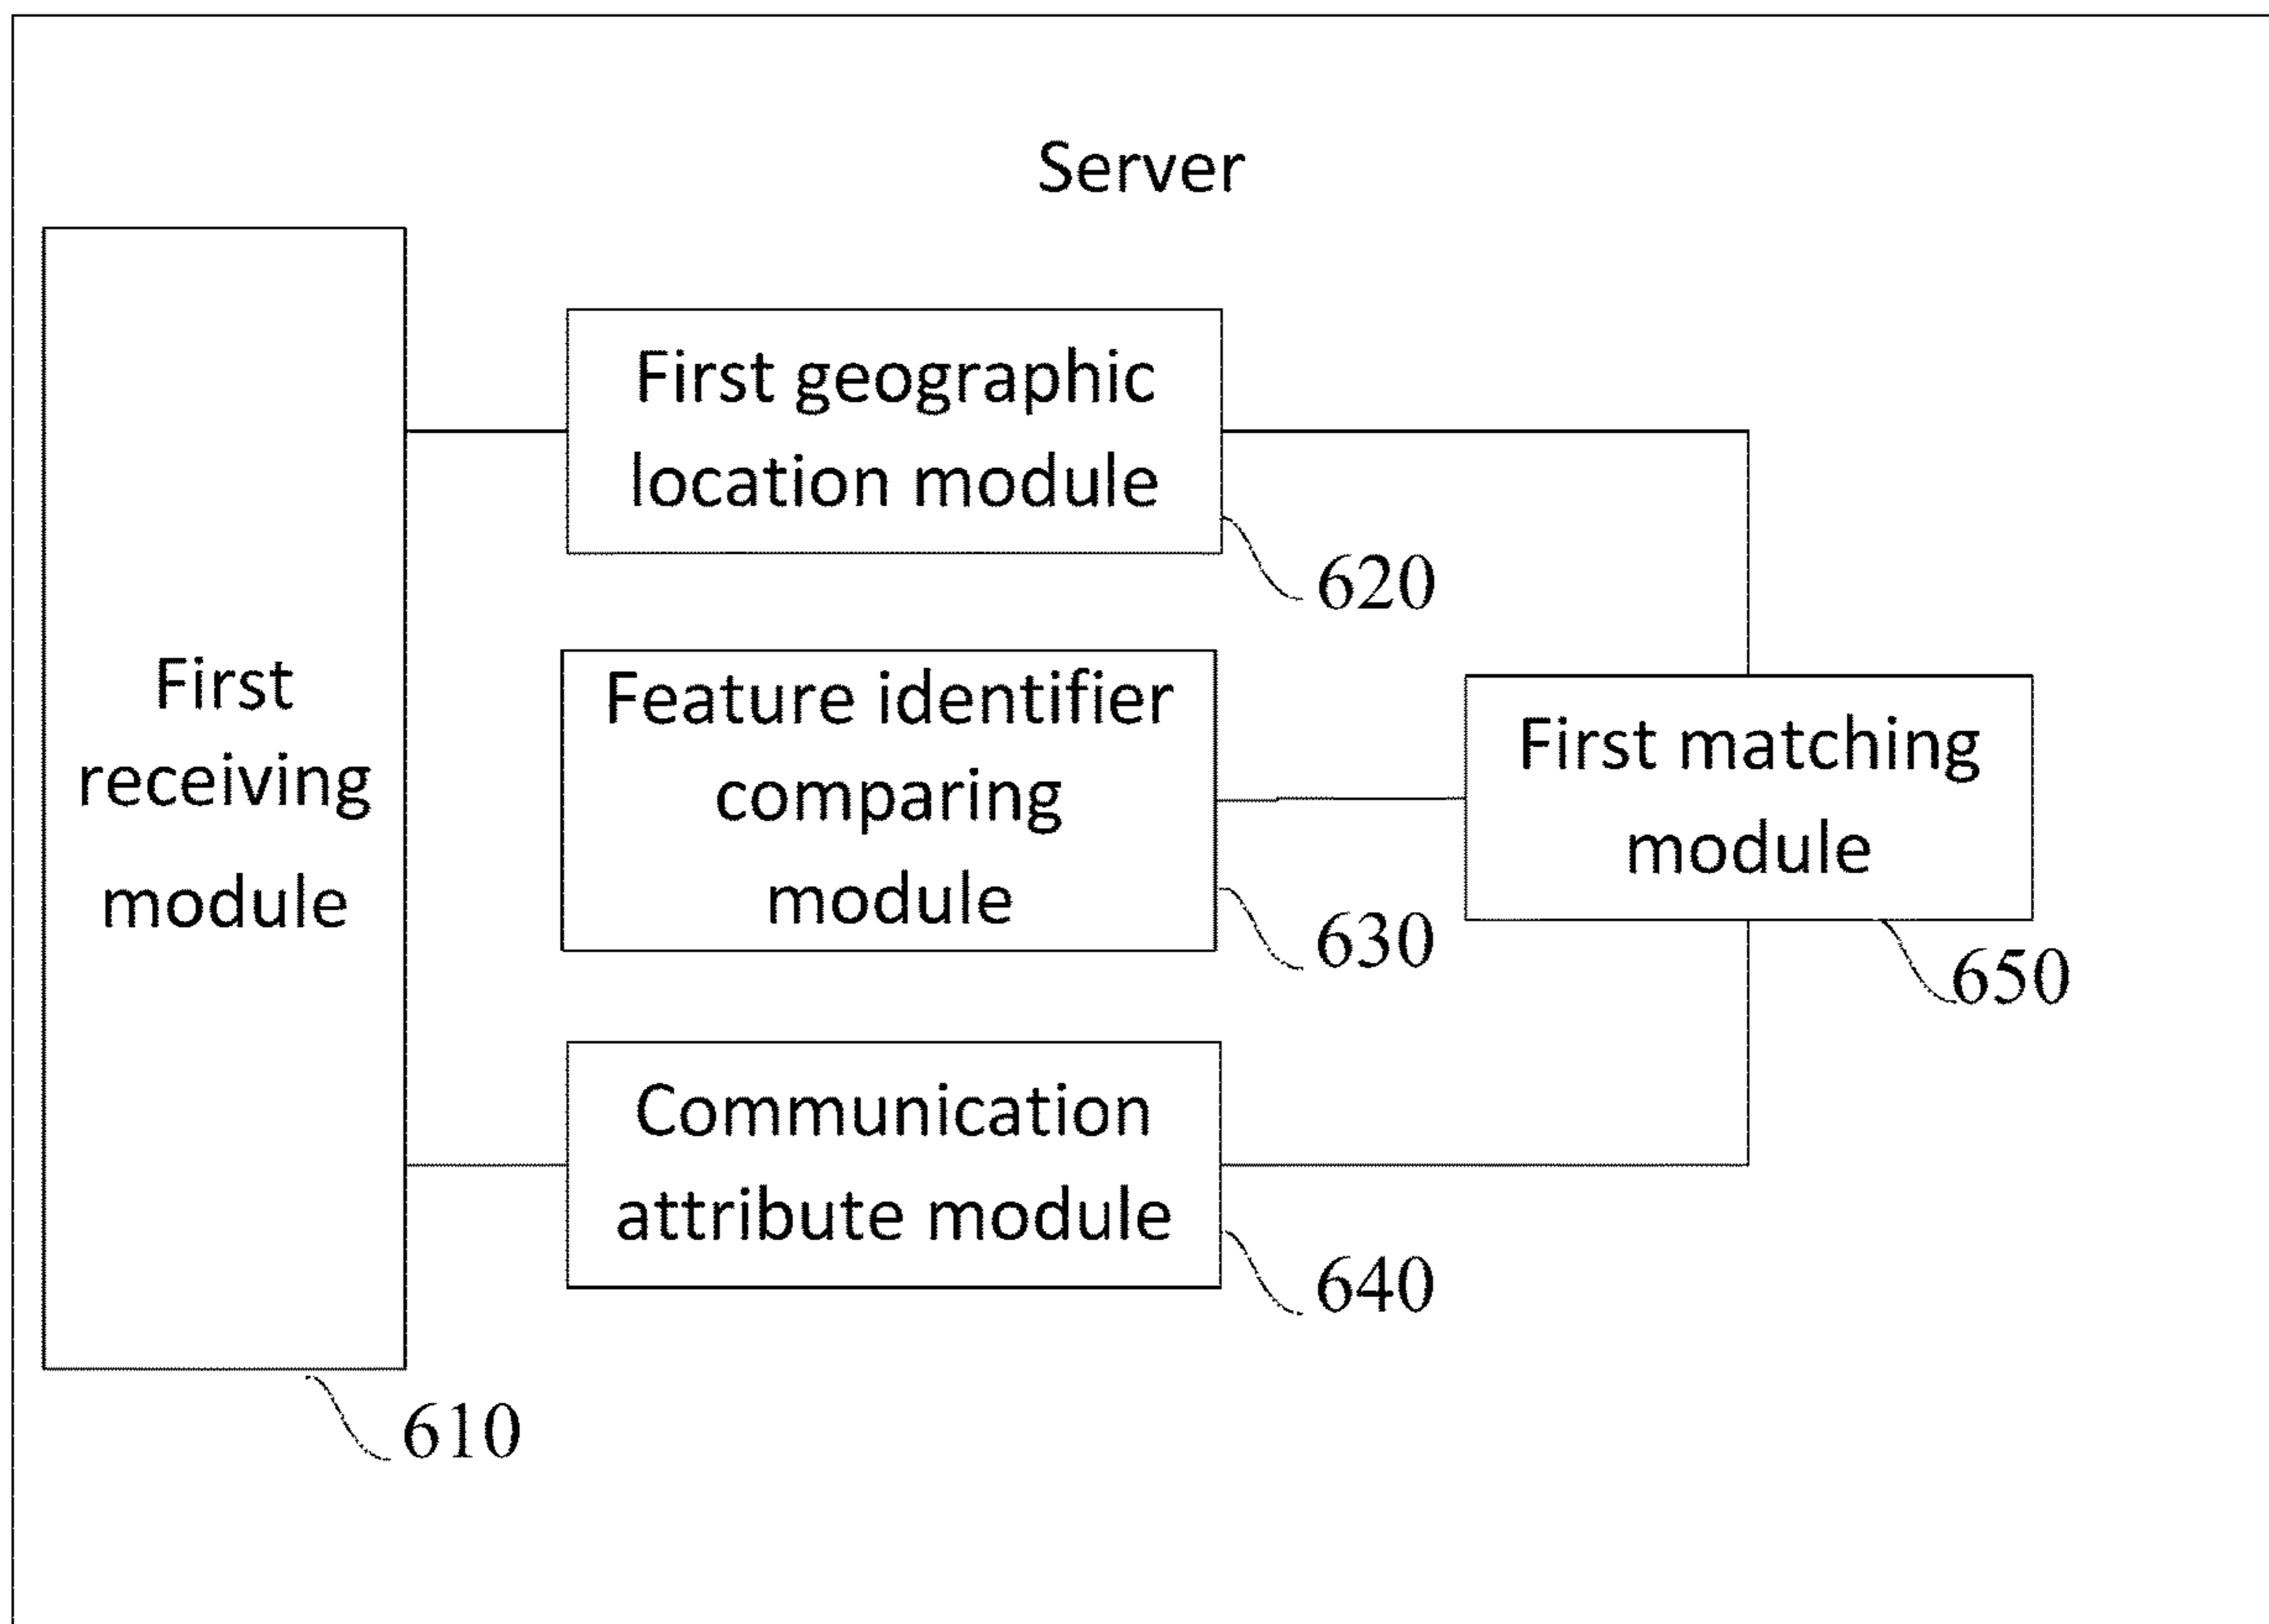 Server
First
receiving
module
610
First geographic
location module
620
Feature identifier
comparing
module
630
Communication
attribute module
640
First matching
module
650